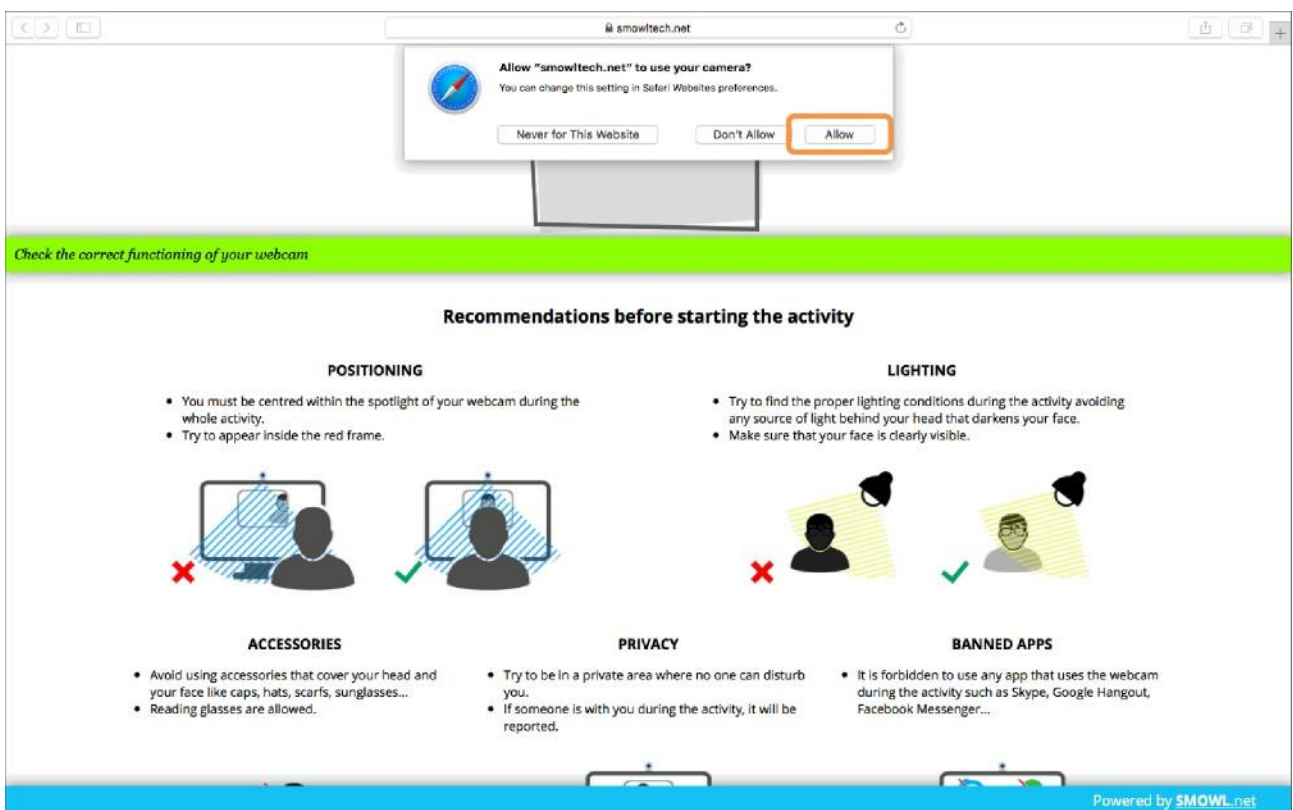 smowltech.net
Allow "smowltech.net" to use your camera?
You can change this setting in Safari Websites preferences.
Never for This Website
Don't Allow
Allow
Check the correct functioning of your webcam
Recommendations before starting the activity
POSITIONING
• You must be centred within the spotlight of your webcam during the
whole activity.
• Try to appear inside the red frame.
LIGHTING
• Try to find the proper lighting conditions during the activity avoiding
any source of light behind your head that darkens your face.
• Make sure that your face is clearly visible.
ACCESSORIES
• Avoid using accessories that cover your head and
your face like caps, hats, scarfs, sunglasses...
• Reading glasses are allowed.
PRIVACY
• Try to be in a private area where no one can disturb
you.
• If someone is with you during the activity, it will be
reported.
BANNED APPS
• It is forbidden to use any app that uses the webcam
during the activity such as Skype, Google Hangout,
Facebook Messenger...
Powered by SMOWL.net